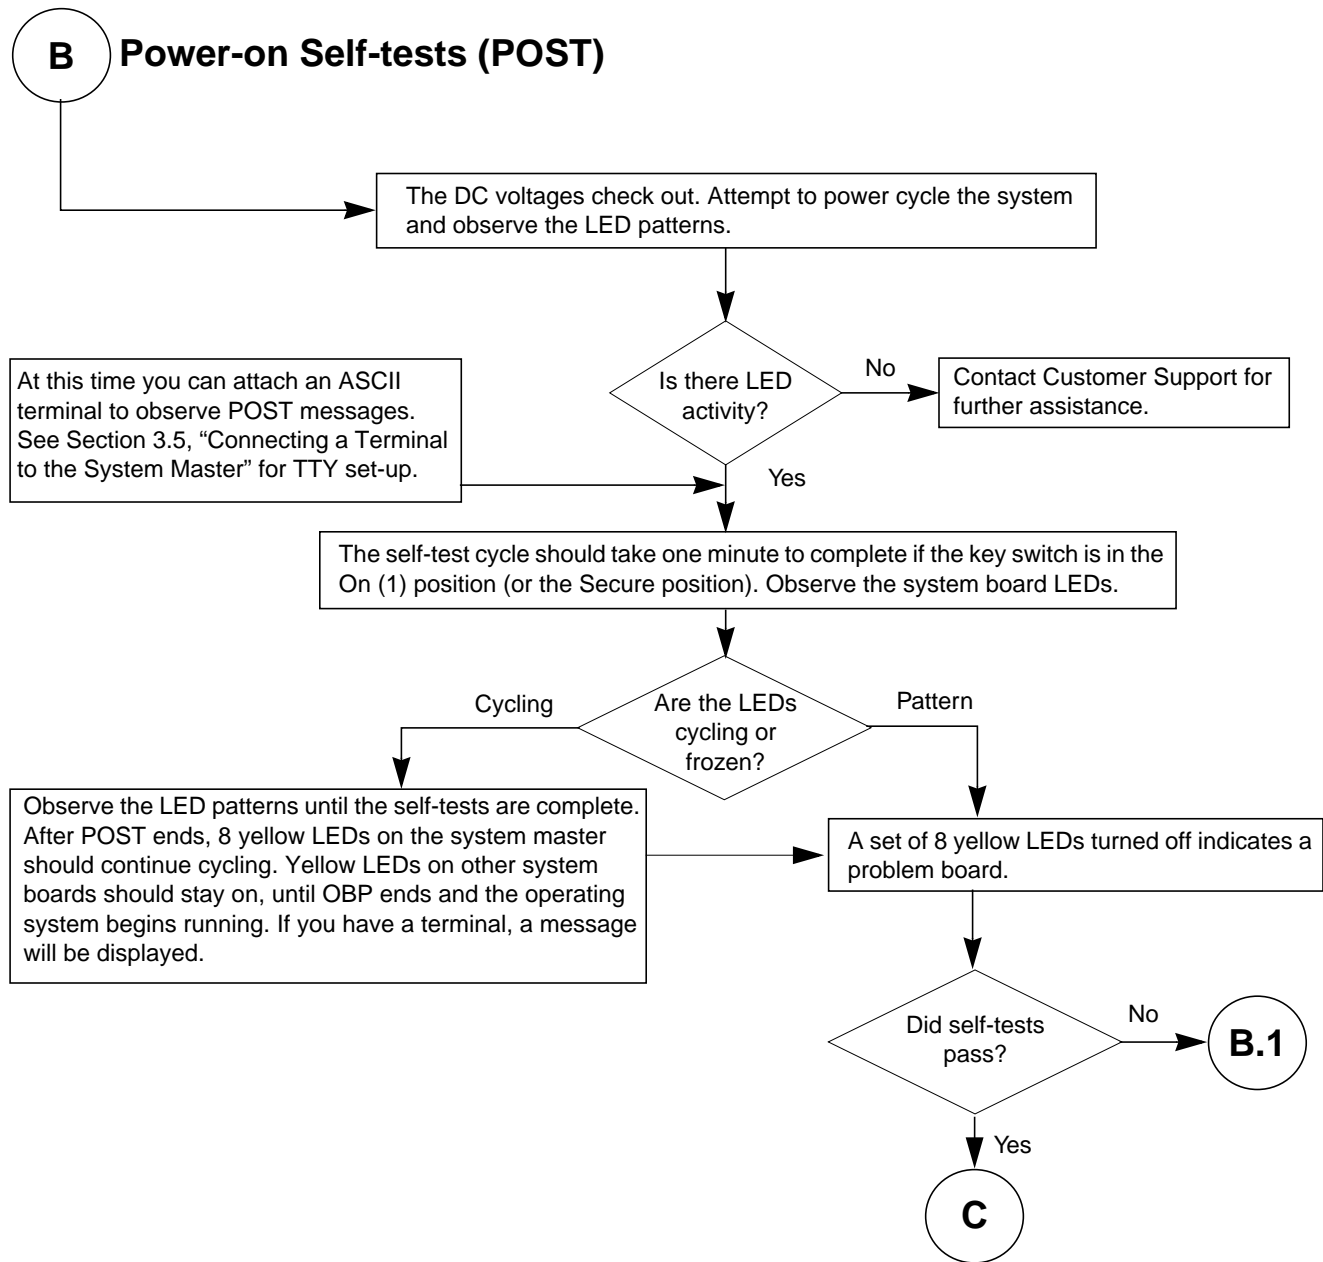 B
Power-on Self-tests (POST)
The DC voltages check out. Attempt to power cycle the system
and observe the LED patterns.
Is there LED
activity?
No
Contact Customer Support for
further assistance.
At this time you can attach an ASCII
terminal to observe POST messages.
See Section 3.5, “Connecting a Terminal
to the System Master” for TTY set-up.
Yes
The self-test cycle should take one minute to complete if the key switch is in the
On (1) position (or the Secure position). Observe the system board LEDs.
Are the LEDs
cycling or
frozen?
Cycling
Pattern
Observe the LED patterns until the self-tests are complete.
After POST ends, 8 yellow LEDs on the system master
should continue cycling. Yellow LEDs on other system
boards should stay on, until OBP ends and the operating
system begins running. If you have a terminal, a message
will be displayed.
A set of 8 yellow LEDs turned off indicates a
problem board.
Did self-tests
pass?
No
B.1
Yes
C